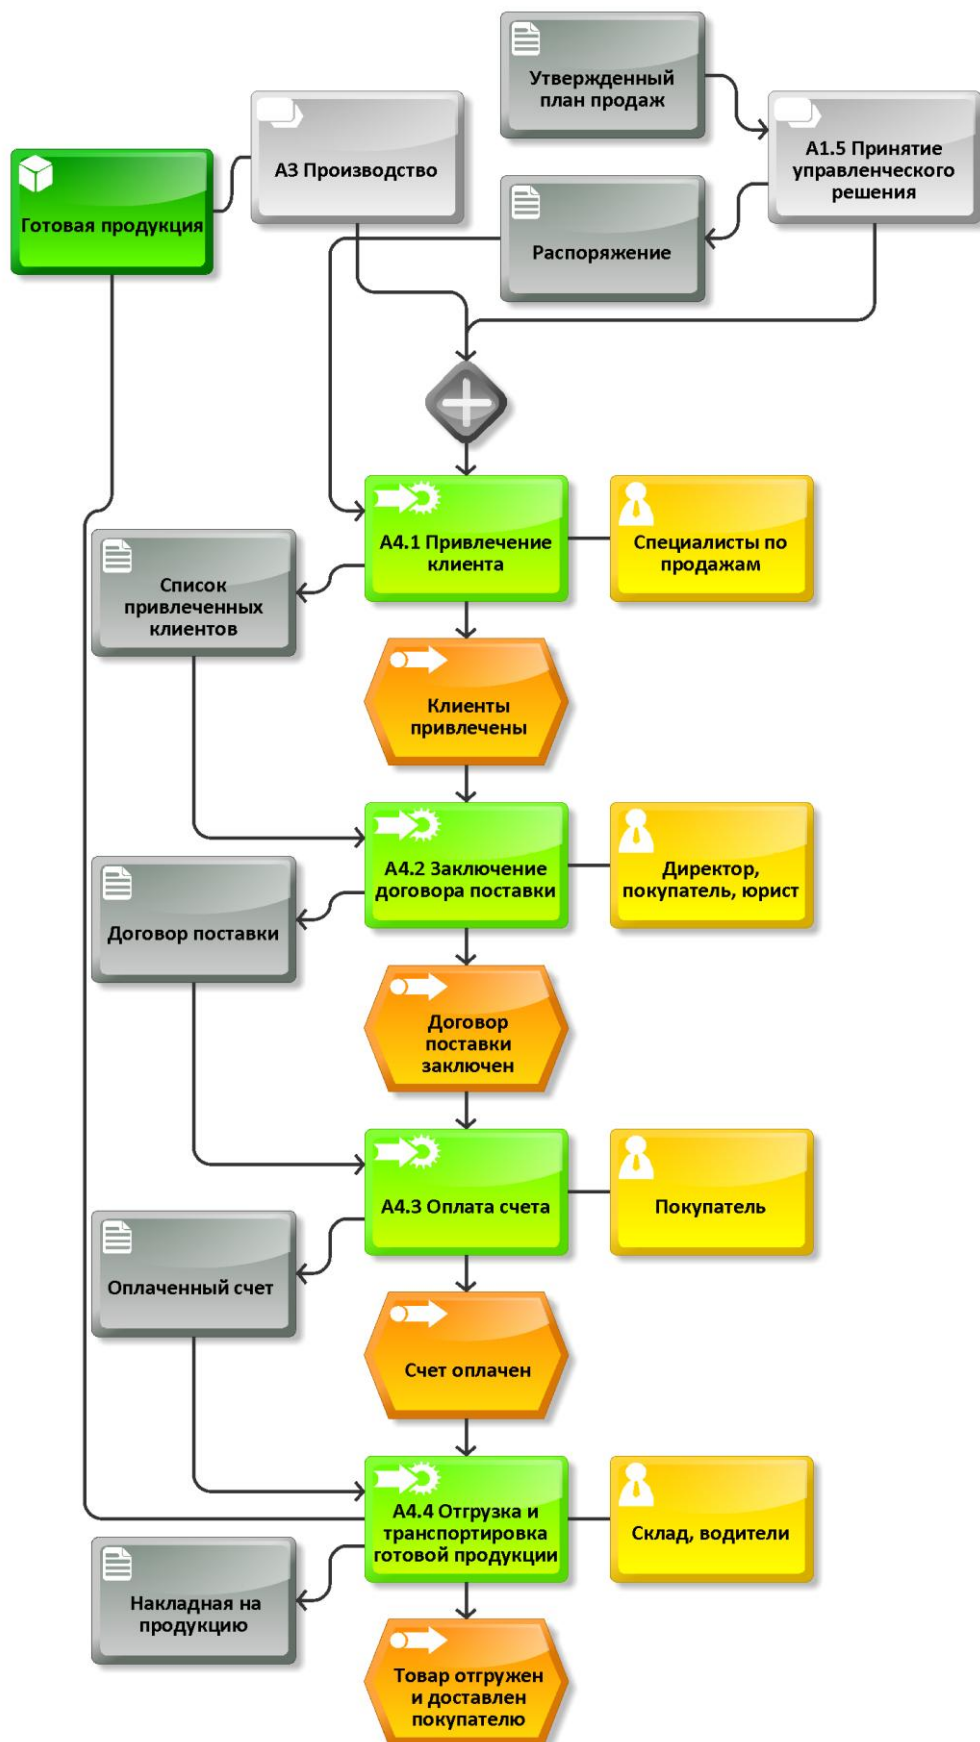 Утвержденный
план продаж
А3 Производство
А1.5 Принятие
управленческого
решения
Готовая продукция
Распоряжение
А4.1 Привлечение
клиента
Специалисты по
продажам
Список
привлеченных
клиентов
Клиенты
привлечены
А4.2 Заключение
договора поставки
Директор,
покупатель, юрист
Договор поставки
Договор
поставки
заключен
А4.3 Оплата счета
Покупатель
Оплаченный счет
Счет оплачен
А4.4 Отгрузка и
транспортировка
готовой продукции
Склад, водители
Накладная на
продукцию
Товар отгружен
и доставлен
покупателю